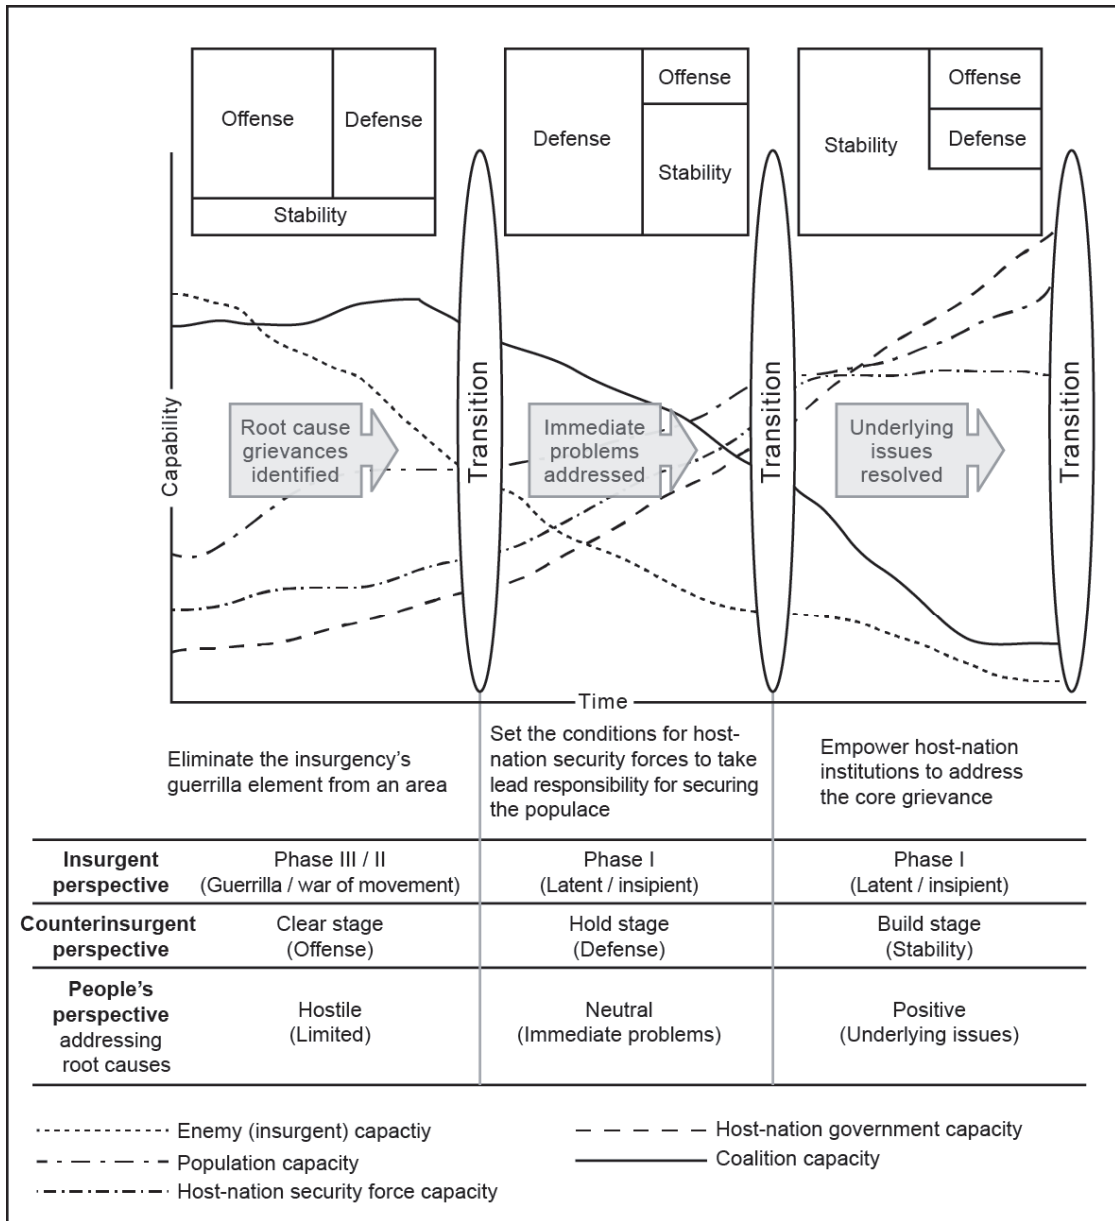 Offense
Defense
Stability
Defense
Offense
Stability
Stability
Offense
Defense
Capability
Root cause
grievances
identified
Transition
Immediate
problems
addressed
Transition
Underlying
issues
resolved
Transition
Time
Eliminate the insurgency's
guerrilla element from an area
Set the conditions for host-
nation security forces to take
lead responsibility for securing
the populace
Empower host-nation
institutions to address
the core grievance
Insurgent
perspective
Phase III / II
(Guerrilla / war of movement)
Phase I
(Latent / insipient)
Phase I
(Latent / insipient)
Counterinsurgent
perspective
Clear stage
(Offense)
Hold stage
(Defense)
Build stage
(Stability)
People's
perspective
addressing
root causes
Hostile
(Limited)
Neutral
(Immediate problems)
Positive
(Underlying issues)
Enemy (insurgent) capactiy
Population capacity
Host-nation security force capacity
Host-nation government capacity
Coalition capacity